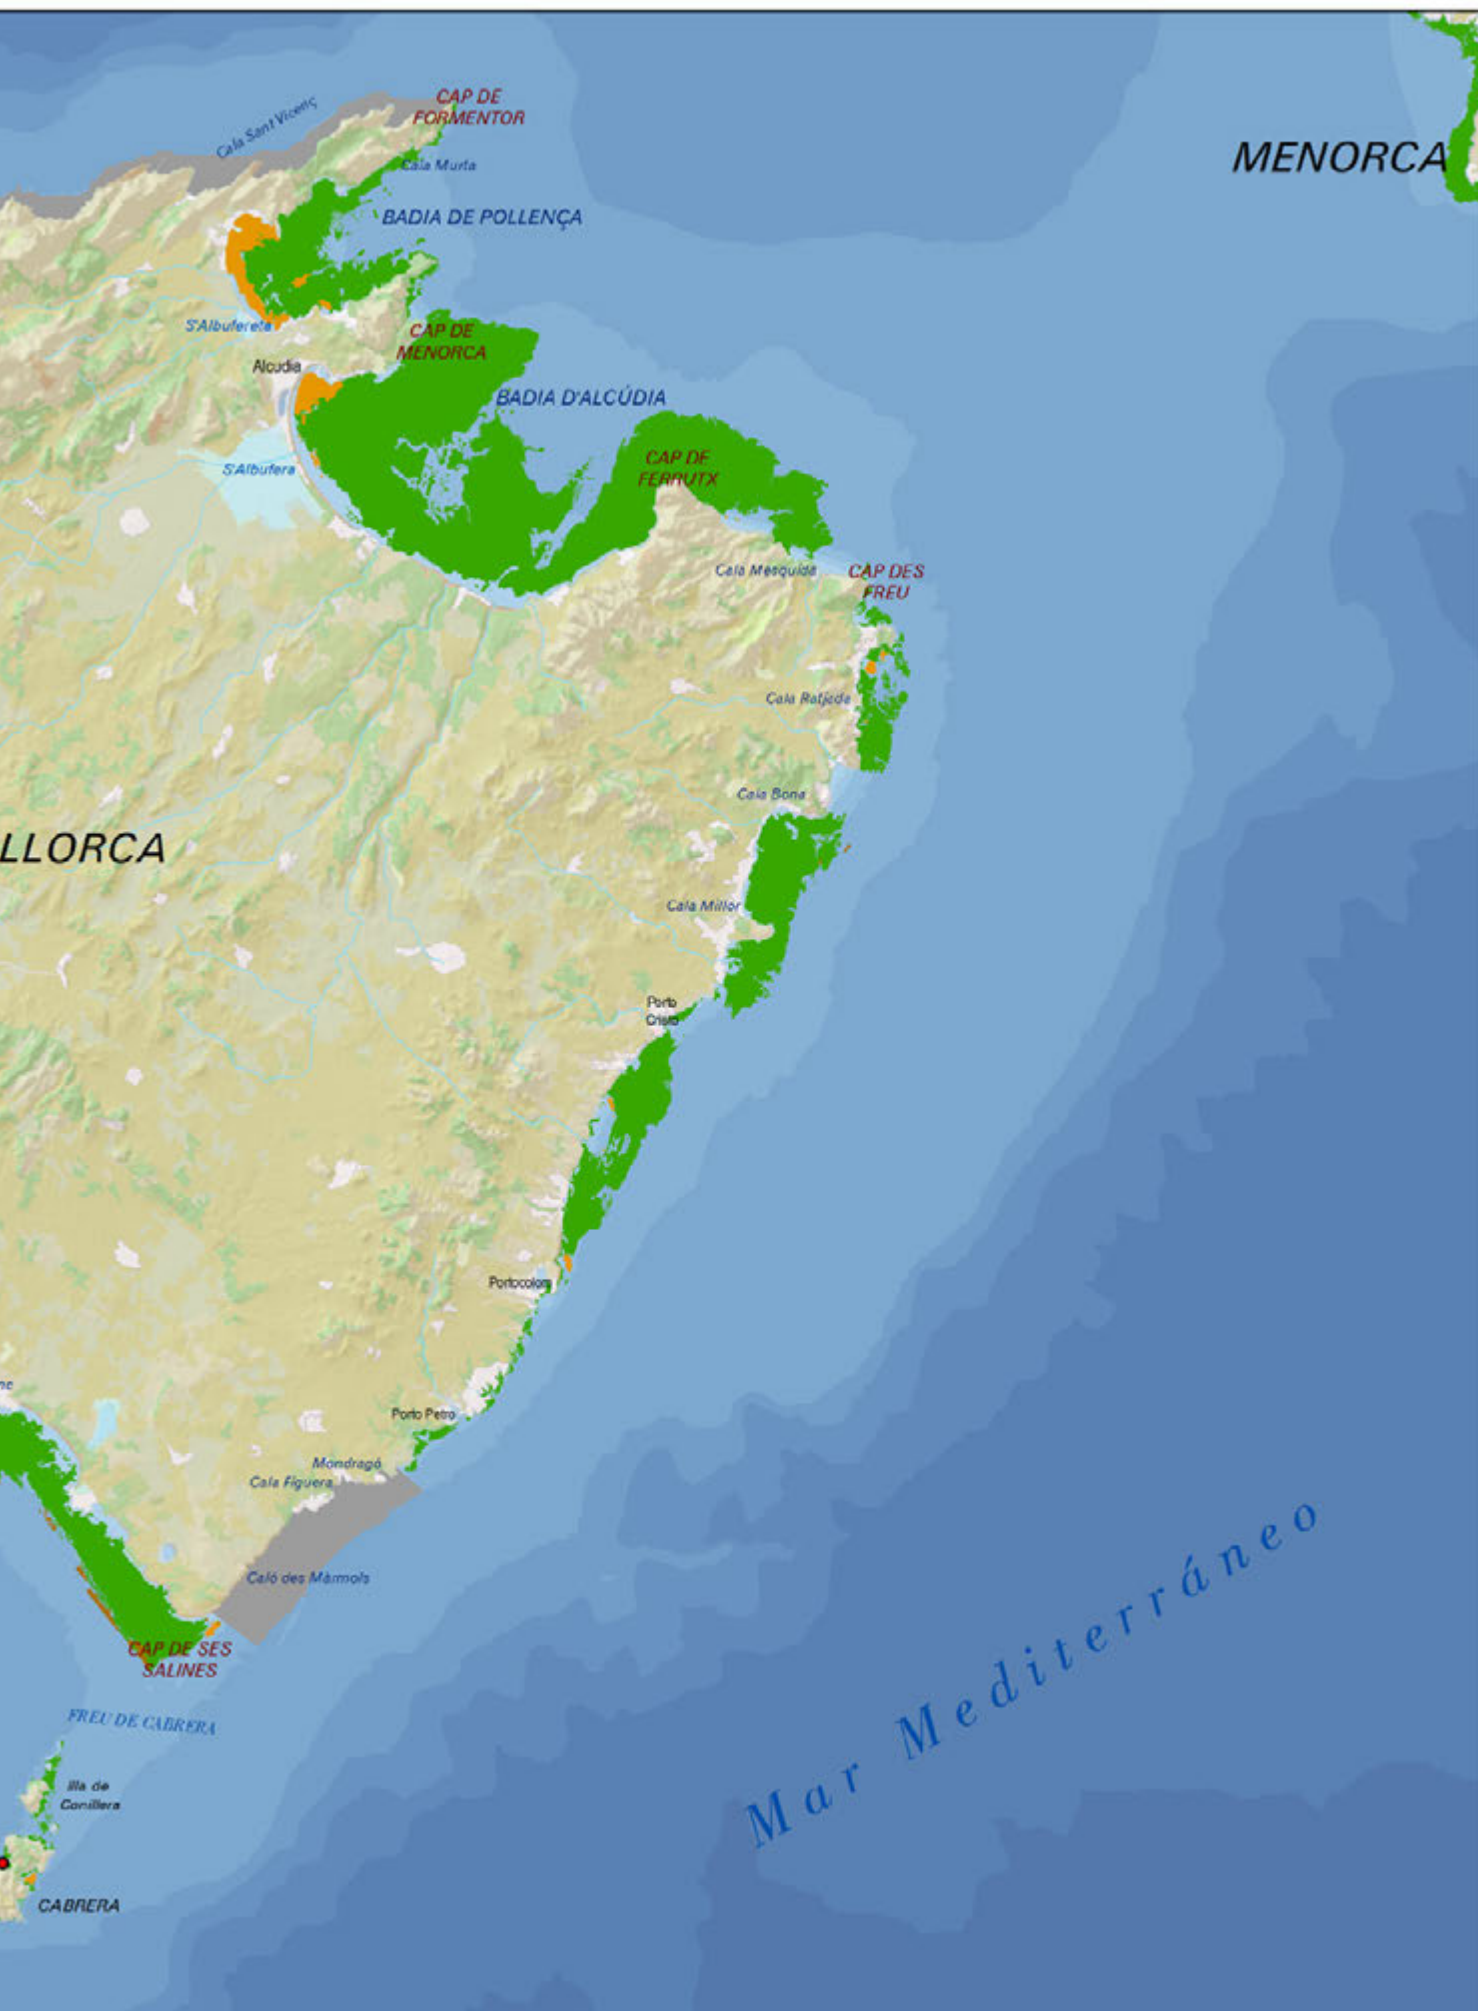 CAP DE
FORMENTOR
Cala Sant Vicenç
MENORCA
Cala Murta
BADIA DE POLLENÇA
S'Albufereta
CAP DE
MENORCA
Alcudia
BADIA D'ALCÚDIA
CAP DE
FERRUTX
S'Albufera
Cala Mesquida
CAP DES
FREU
Cala Ratjada
Cala Bona
LLORCA
Cala Millor
Porto
Cristo
Portocolom
nc
Porto Petro
Mondragó
Cala Figuera
Caló des Màrmols
Mar Mediterráneo
CAP DE SES
SALINES
FREU DE CABRERA
Illa de
Conillera
CABRERA